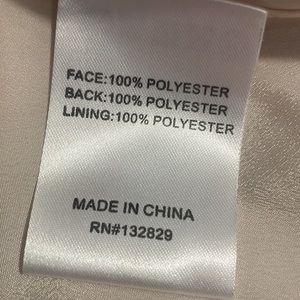 FACE:100% POLYESTER
BACK:100% POLYESTER
LINING:100% POLYESTER
MADE IN CHINA
RN#132829